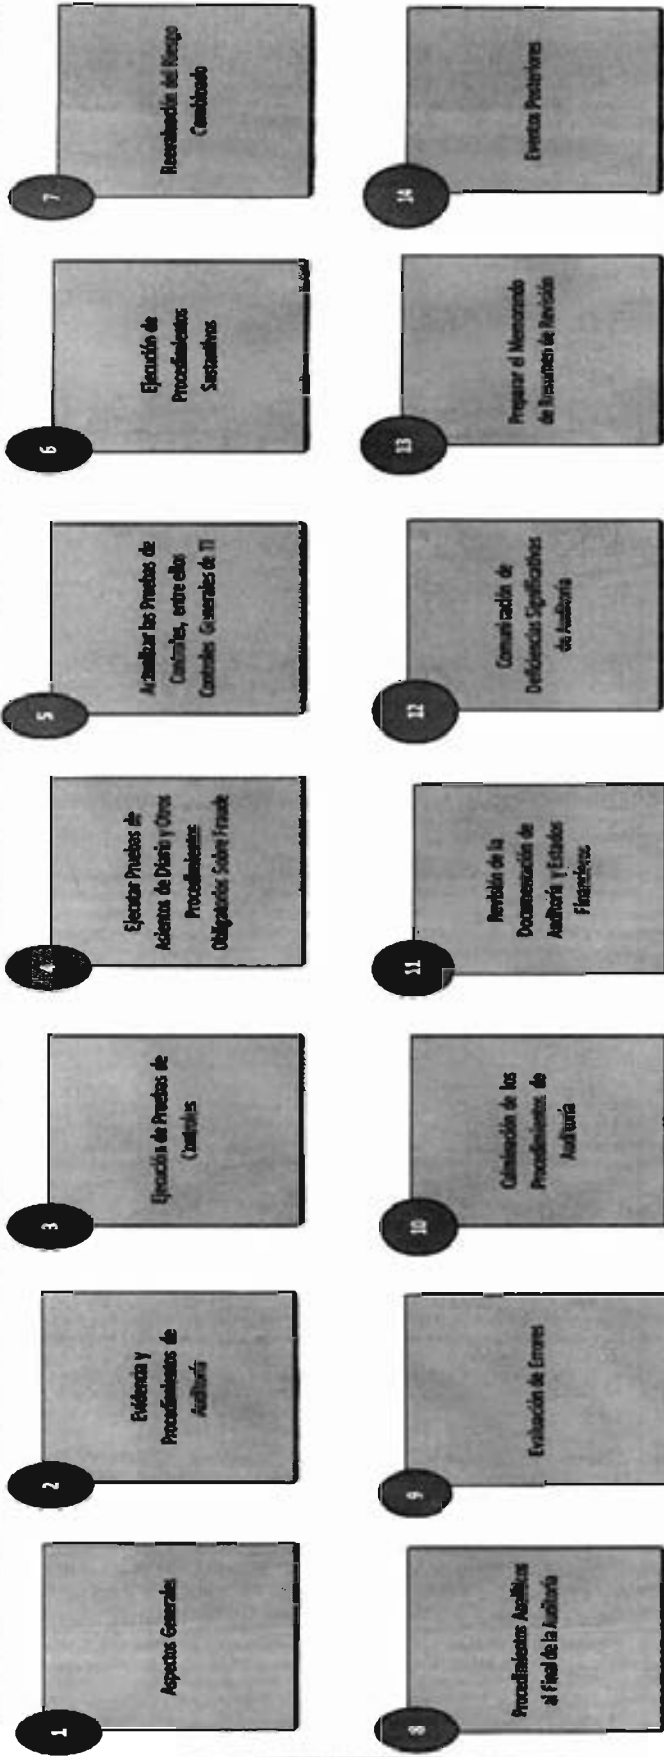 1
Aspectos Generales
2
Evidencia y
Procedimientos de
Auditoría
3
Ejecución de Pruebas de
Controles
4
Ejecutar Pruebas de
Asientos de Diario y Otros
Procedimientos
Obligatorios Sobre Fraude
5
Actualizar las Pruebas de
Controles, entre ellos
Controles Generales de TI
6
Ejecución de
Procedimientos
Sustantivos
7
Reevaluación del Riesgo
Combinado
8
Procedimientos Analíticos
al Final de la Auditoría
9
Evaluación de Errores
10
Culminación de los
Procedimientos de
Auditoría
11
Revisión de la
Documentación de
Auditoría y Estados
Financieros
12
Comunicación de
Deficiencias Significativas
de Auditoría
13
Preparar el Memorando
de Resumen de Revisión
14
Eventos Posteriores